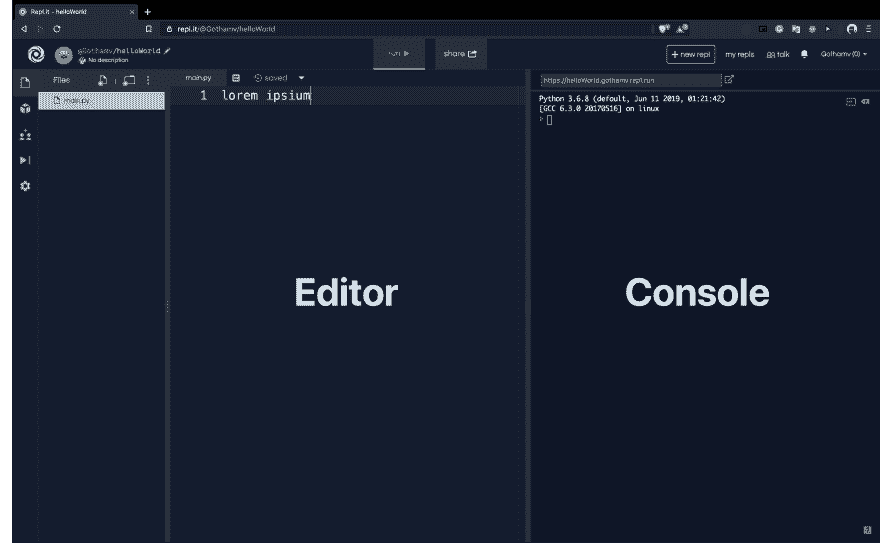 Repl.it - helloWorld
repl.it/@Gothamv/helloWorld
@Gothamv/helloWorld
No description
run
share
+ new repl
my repls
talk
Gothamv (0)
Files
main.py
main.py
saved
1 lorem ipsium
https://helloWorld.gothamv.repl.run
Python 3.6.8 (default, Jun 11 2019, 01:21:42)
[GCC 6.3.0 20170516] on linux
Editor
Console